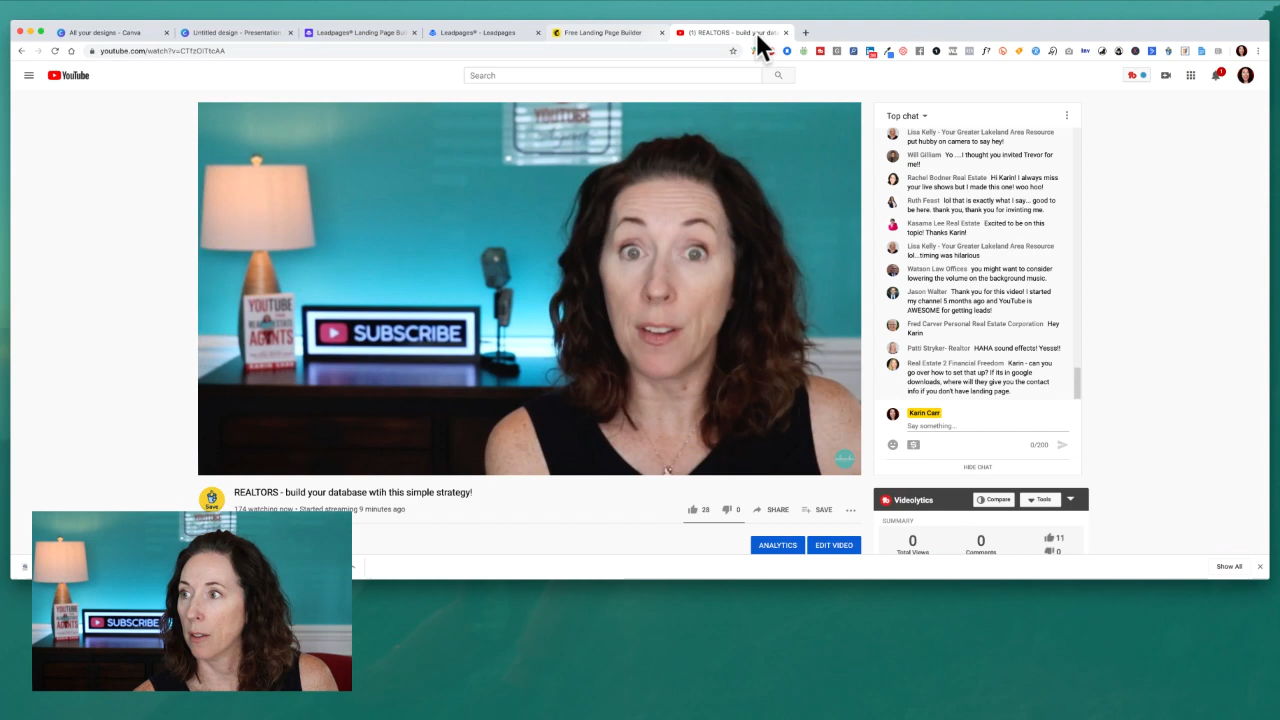 All your designs - Canva
Untitled design - Presentation
Leadpages® Landing Page Bui
Leadpages® - Leadpages
Free Landing Page Builder
(1) REALTORS - build your data
youtube.com/watch?v=CTfzOITtcAA
YouTube
Search
1
YOUTUBE
YOUTUBE
AGENTS
SUBSCRIBE
Top chat
Lisa Kelly - Your Greater Lakeland Area Resource
put hubby on camera to say hey!
Will Gilliam Yo ....I thought you invited Trevor for
me!!
Rachel Bodner Real Estate Hi Karin! I always miss
your live shows but I made this one! woo hoo!
Ruth Feast lol that is exactly what I say... good to
be here. thank you, thank you for invinting me.
Kasama Lee Real Estate Excited to be on this
topic! Thanks Karin!
Lisa Kelly - Your Greater Lakeland Area Resource
lol...timing was hilarious
Watson Law Offices you might want to consider
lowering the volume on the background music.
Jason Walter Thank you for this video! I started
my channel 5 months ago and YouTube is
AWESOME for getting leads!
Fred Carver Personal Real Estate Corporation Hey
Karin
Patti Stryker- Realtor HAHA sound effects! Yesss!!
Real Estate 2 Financial Freedom Karin - can you
go over how to set that up? If its in google
downloads, where will they give you the contact
info if you don't have landing page.
Karin Carr
Say something...
0/200
HIDE CHAT
REALTORS - build your database wtih this simple strategy!
174 watching now • Started streaming 9 minutes ago
28
0
SHARE
SAVE
Save
ANALYTICS
EDIT VIDEO
Videolytics
Compare
Tools
SUMMARY
0
Total Views
0
Comments
11
0
Show All
YOUTUBE
AGENTS
SUBSCRIBE